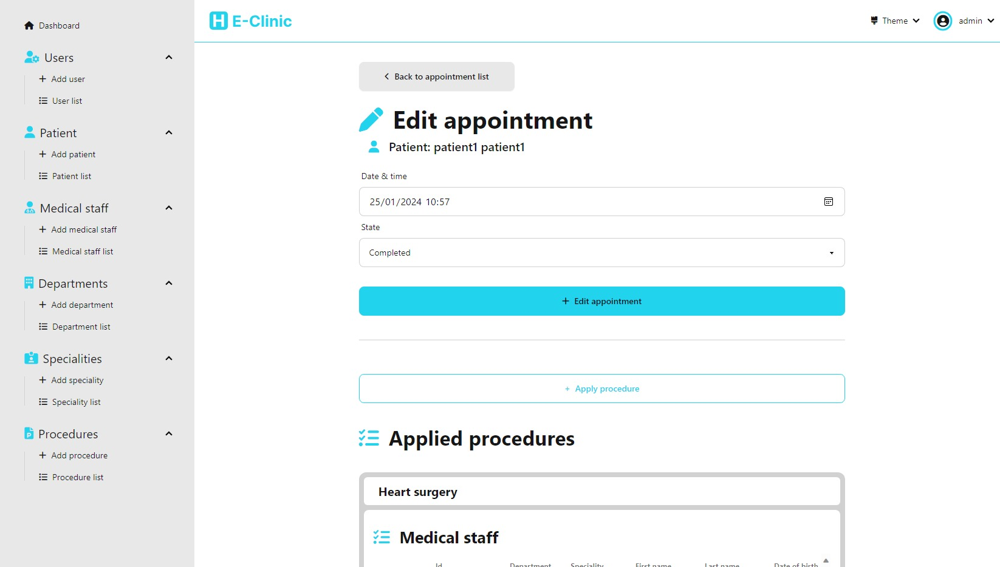 Dashboard
Users
Add user
User list
Patient
Add patient
Patient list
Medical staff
Add medical staff
Medical staff list
Departments
Add department
Department list
Specialities
Add speciality
Speciality list
Procedures
Add procedure
Procedure list
H E-Clinic
Theme
admin
Back to appointment list
Edit appointment
Patient: patient1 patient1
Date & time
25/01/2024 10:57
State
Completed
+ Edit appointment
+ Apply procedure
Applied procedures
Heart surgery
Medical staff
Id Department Speciality First name Last name Date of birth